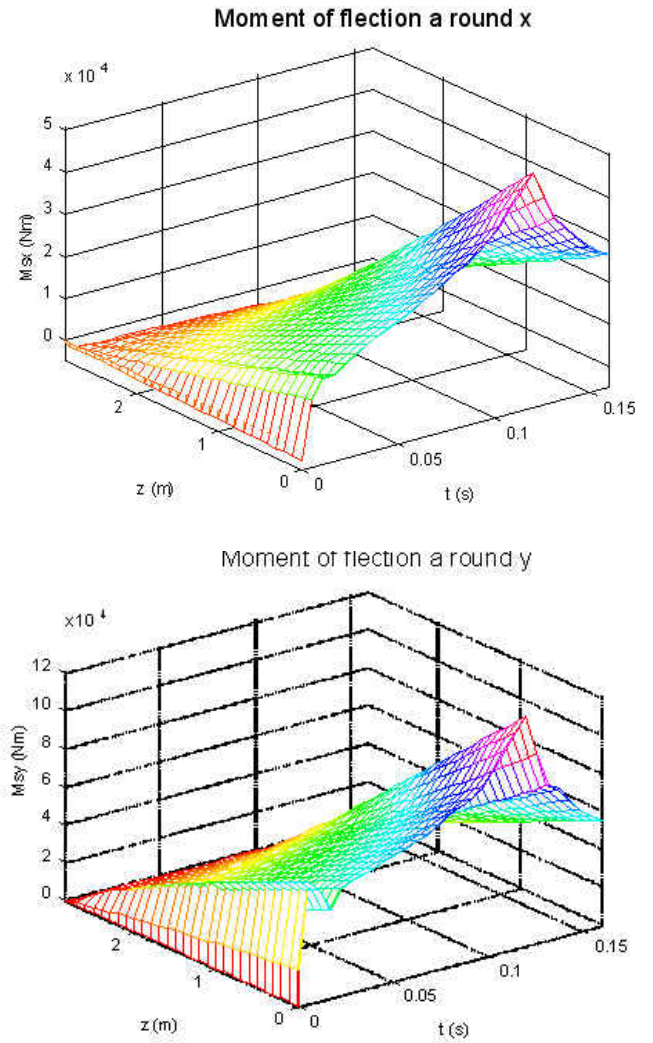 Moment of flection a round x
x 10 4
5
4
3
2
1
0
Msx (Nm)
2
1
0
z (m)
0
0.05
0.1
0.15
t (s)
Moment of flection a round y
x10 4
12
10
8
6
4
2
0
Msy (Nm)
2
1
0
z (m)
0
0.05
0.1
0.15
t (s)